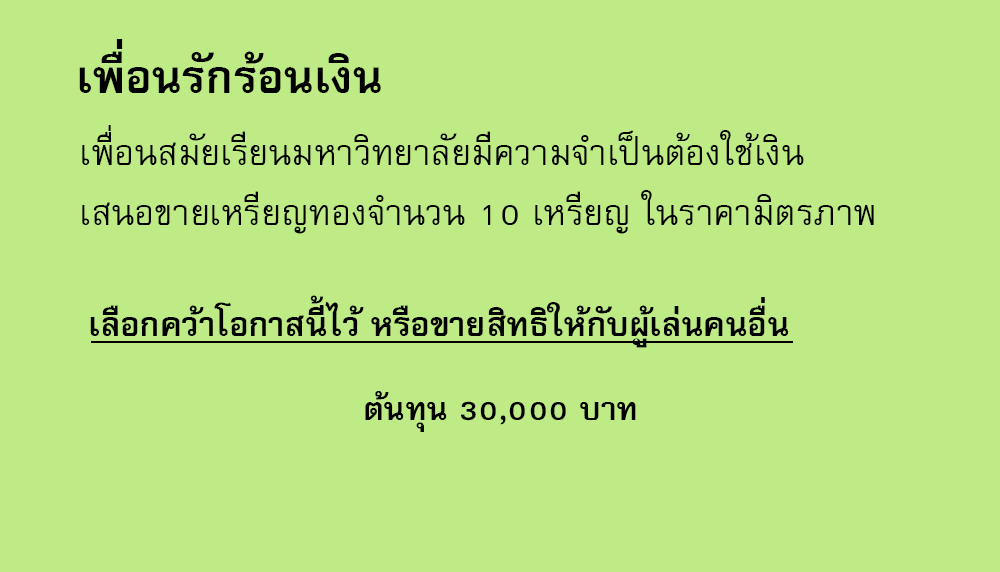 เพื่อนรักร้อนเงิน
เพื่อนสมัยเรียนมหาวิทยาลัยมีความจำเป็นต้องใช้เงิน
เสนอขายเหรียญทองจำนวน 10 เหรียญ ในราคามิตรภาพ
เลือกคว้าโอกาสนี้ไว้ หรือขายสิทธิให้กับผู้เล่นคนอื่น
ต้นทุน 30,000 บาท